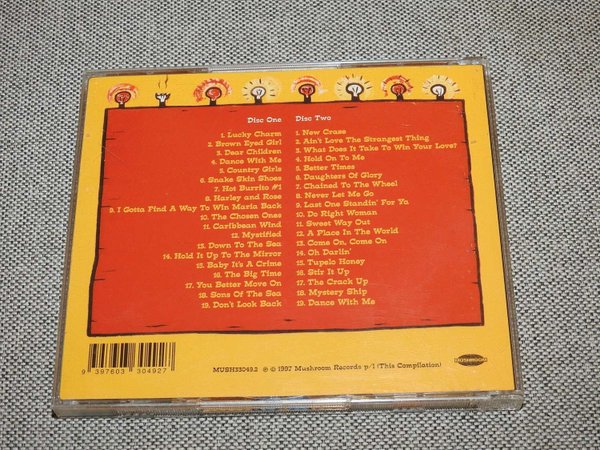 Disc One
1. Lucky Charm
2. Brown Eyed Girl
3. Dear Children
4. Dance With Me
5. Country Girls
6. Snake Skin Shoes
7. Hot Burrito #1
8. Harley and Rose
9. I Gotta Find A Way To Win Maria Back
10. The Chosen Ones
11. Caribbean Wind
12. Mystified
13. Down To The Sea
14. Hold It Up To The Mirror
15. Baby It's A Crime
16. The Big Time
17. You Better Move On
18. Sons Of The Sea
19. Don't Look Back
Disc Two
1. New Craze
2. Ain't Love The Strangest Thing
3. What Does It Take To Win Your Love?
4. Hold On To Me
5. Better Times
6. Daughters Of Glory
7. Chained To The Wheel
8. Never Let Me Go
9. Last One Standin' For Ya
10. Do Right Woman
11. Sweet Way Out
12. A Place In The World
13. Come On, Come On
14. Oh Darlin'
15. Tupelo Honey
16. Stir It Up
17. The Crack Up
18. Mystery Ship
19. Dance With Me
9 397603 304927
MUSH33049.2 ℗ © 1997 Mushroom Records p/l (This Compilation)
MUSHROOM